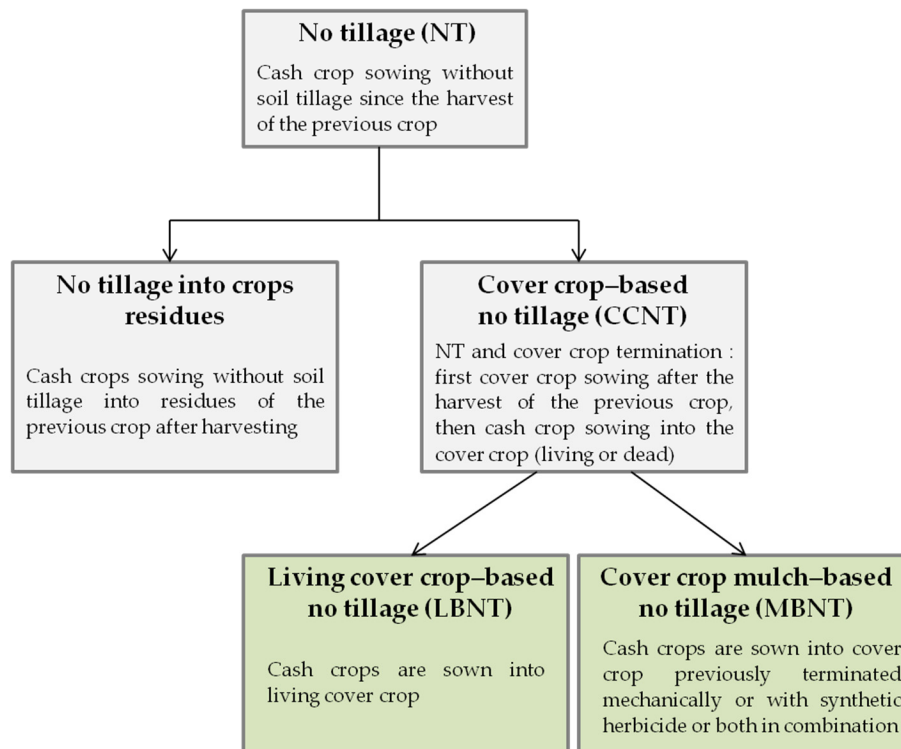 No tillage (NT)
Cash crop sowing without
soil tillage since the harvest
of the previous crop
No tillage into crops
residues
Cash crops sowing without soil
tillage into residues of the
previous crop after harvesting
Cover crop–based
no tillage (CCNT)
NT and cover crop termination :
first cover crop sowing after the
harvest of the previous crop,
then cash crop sowing into the
cover crop (living or dead)
Living cover crop–based
no tillage (LBNT)
Cash crops are sown into
living cover crop
Cover crop mulch–based
no tillage (MBNT)
Cash crops are sown into cover
crop previously terminated
mechanically or with synthetic
herbicide or both in combination